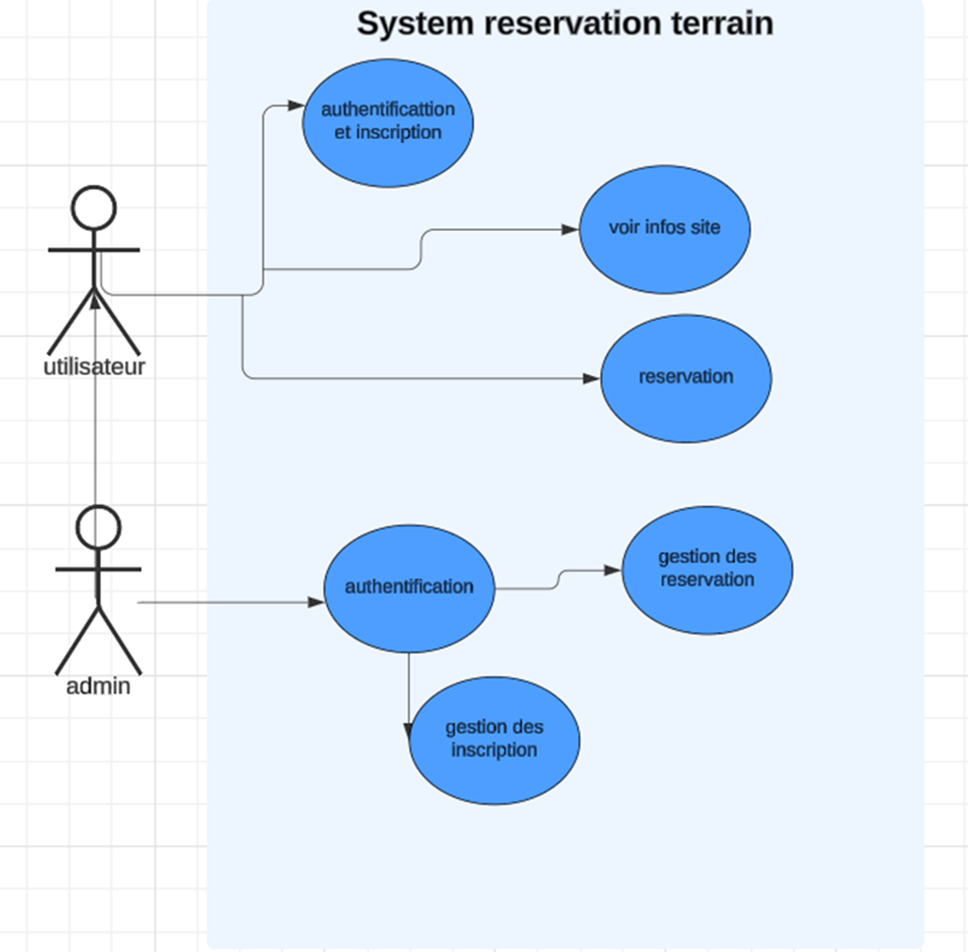 System reservation terrain
authentificattion
et inscription
voir infos site
utilisateur
reservation
authentification
gestion des
reservation
admin
gestion des
inscription